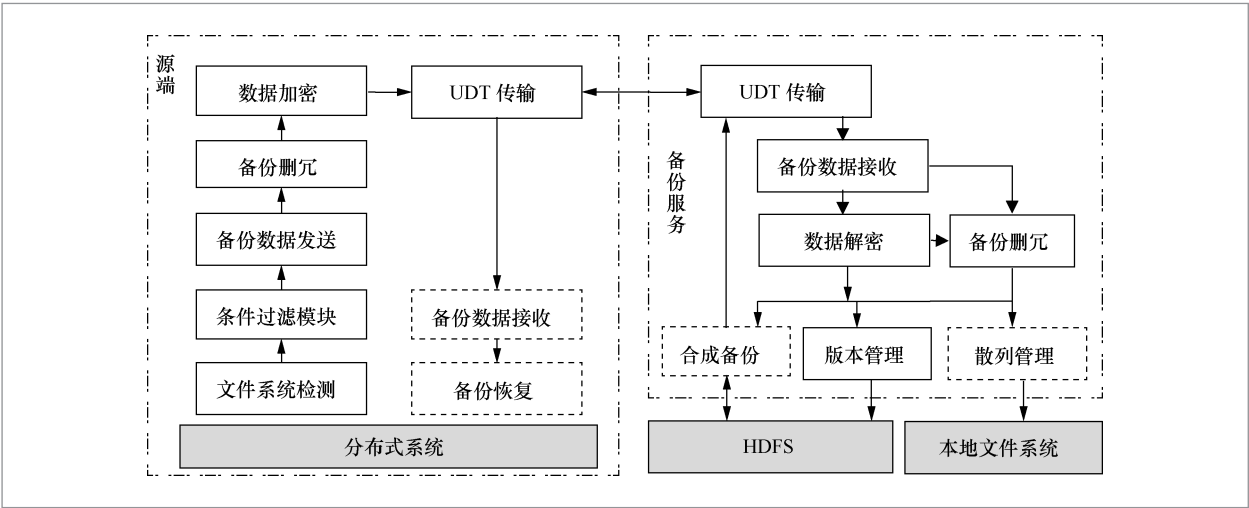 源端
数据加密
UDT 传输
备份删冗
备份数据发送
条件过滤模块
文件系统检测
备份数据接收
备份恢复
分布式系统
备份服务
UDT 传输
备份数据接收
数据解密
备份删冗
合成备份
版本管理
散列管理
HDFS
本地文件系统